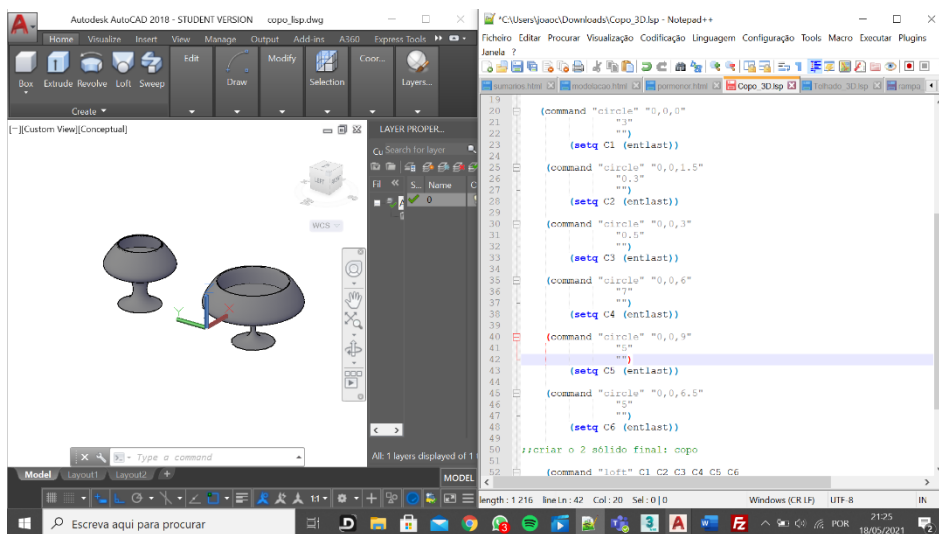 Autodesk AutoCAD 2018 - STUDENT VERSION copo_lisp.dwg
Home Visualize Insert View Manage Output Add-ins A360 Express Tools
Box Extrude Revolve Loft Sweep
Edit
Draw
Modify
Selection
Coor...
Layers...
Create
[−][Custom View][Conceptual]
WCS
Y
X
LAYER PROPER...
Cu Search for layer
Fil S... Name C
A 0
All: 1 layers displayed of 1
Type a command
Model Layout1 Layout2 +
MODEL
1:1
*C:\Users\joaoc\Downloads\Copo_3D.lsp - Notepad++
Ficheiro Editar Procurar Visualização Codificação Linguagem Configuração Tools Macro Executar Plugins
Janela ?
sumarios.html modotacao.html pormenor.html Copo_3D.lsp Tolhado_3D.lsp rampa
19
20 (command "circle" "0,0,0"
21 "3"
22 "")
23 (setq C1 (entlast))
24
25 (command "circle" "0,0,1.5"
26 "0.3"
27 "")
28 (setq C2 (entlast))
29
30 (command "circle" "0,0,3"
31 "0.5"
32 "")
33 (setq C3 (entlast))
34
35 (command "circle" "0,0,6"
36 "7"
37 "")
38 (setq C4 (entlast))
39
40 (command "circle" "0,0,9"
41 "5"
42 "")
43 (setq C5 (entlast))
44
45 (command "circle" "0,0,6.5"
46 "5"
47 "")
48 (setq C6 (entlast))
49
50 ;;criar o 2 sólido final: copo
51
52 (command "loft" C1 C2 C3 C4 C5 C6
length : 1 216 line Ln : 42 Col : 20 Sel : 0 | 0 Windows (CR LF) UTF-8 IN
Escreva aqui para procurar
POR
21:25
18/05/2021